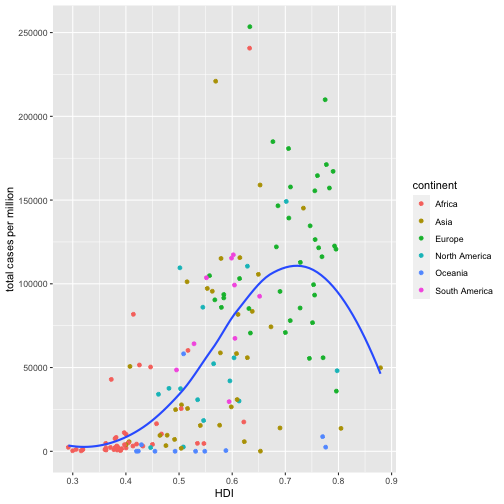 250000
200000
150000
100000
50000
0
total cases per million
0.3 0.4 0.5 0.6 0.7 0.8 0.9
HDI
continent
Africa
Asia
Europe
North America
Oceania
South America